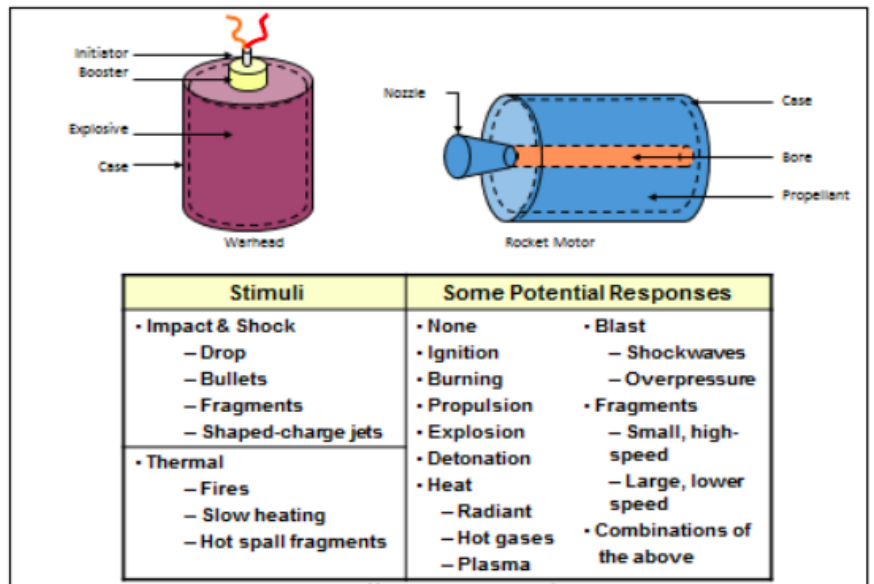 Initiator
Booster
Explosive
Case
Warhead
Nozzle
Case
Bore
Propellant
Rocket Motor
Stimuli
• Impact & Shock
– Drop
– Bullets
– Fragments
– Shaped-charge jets
• Thermal
– Fires
– Slow heating
– Hot spall fragments
Some Potential Responses
• None
• Ignition
• Burning
• Propulsion
• Explosion
• Detonation
• Heat
– Radiant
– Hot gases
– Plasma
• Blast
– Shockwaves
– Overpressure
• Fragments
– Small, high-
speed
– Large, lower
speed
• Combinations of
the above